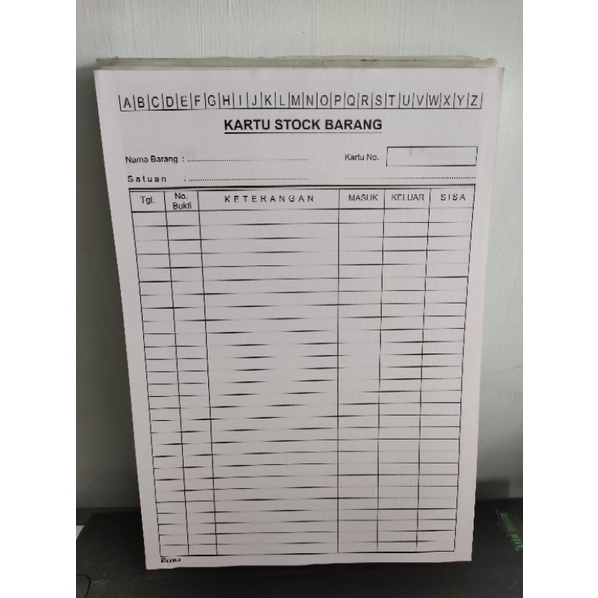 A B C D E F G H I J K L M N O P Q R S T U V W X Y Z
KARTU STOCK BARANG
Nama Barang : ........................................ Kartu No.
Satuan : ........................................
Tgl. No. Bukti KETERANGAN MASUK KELUAR SISA